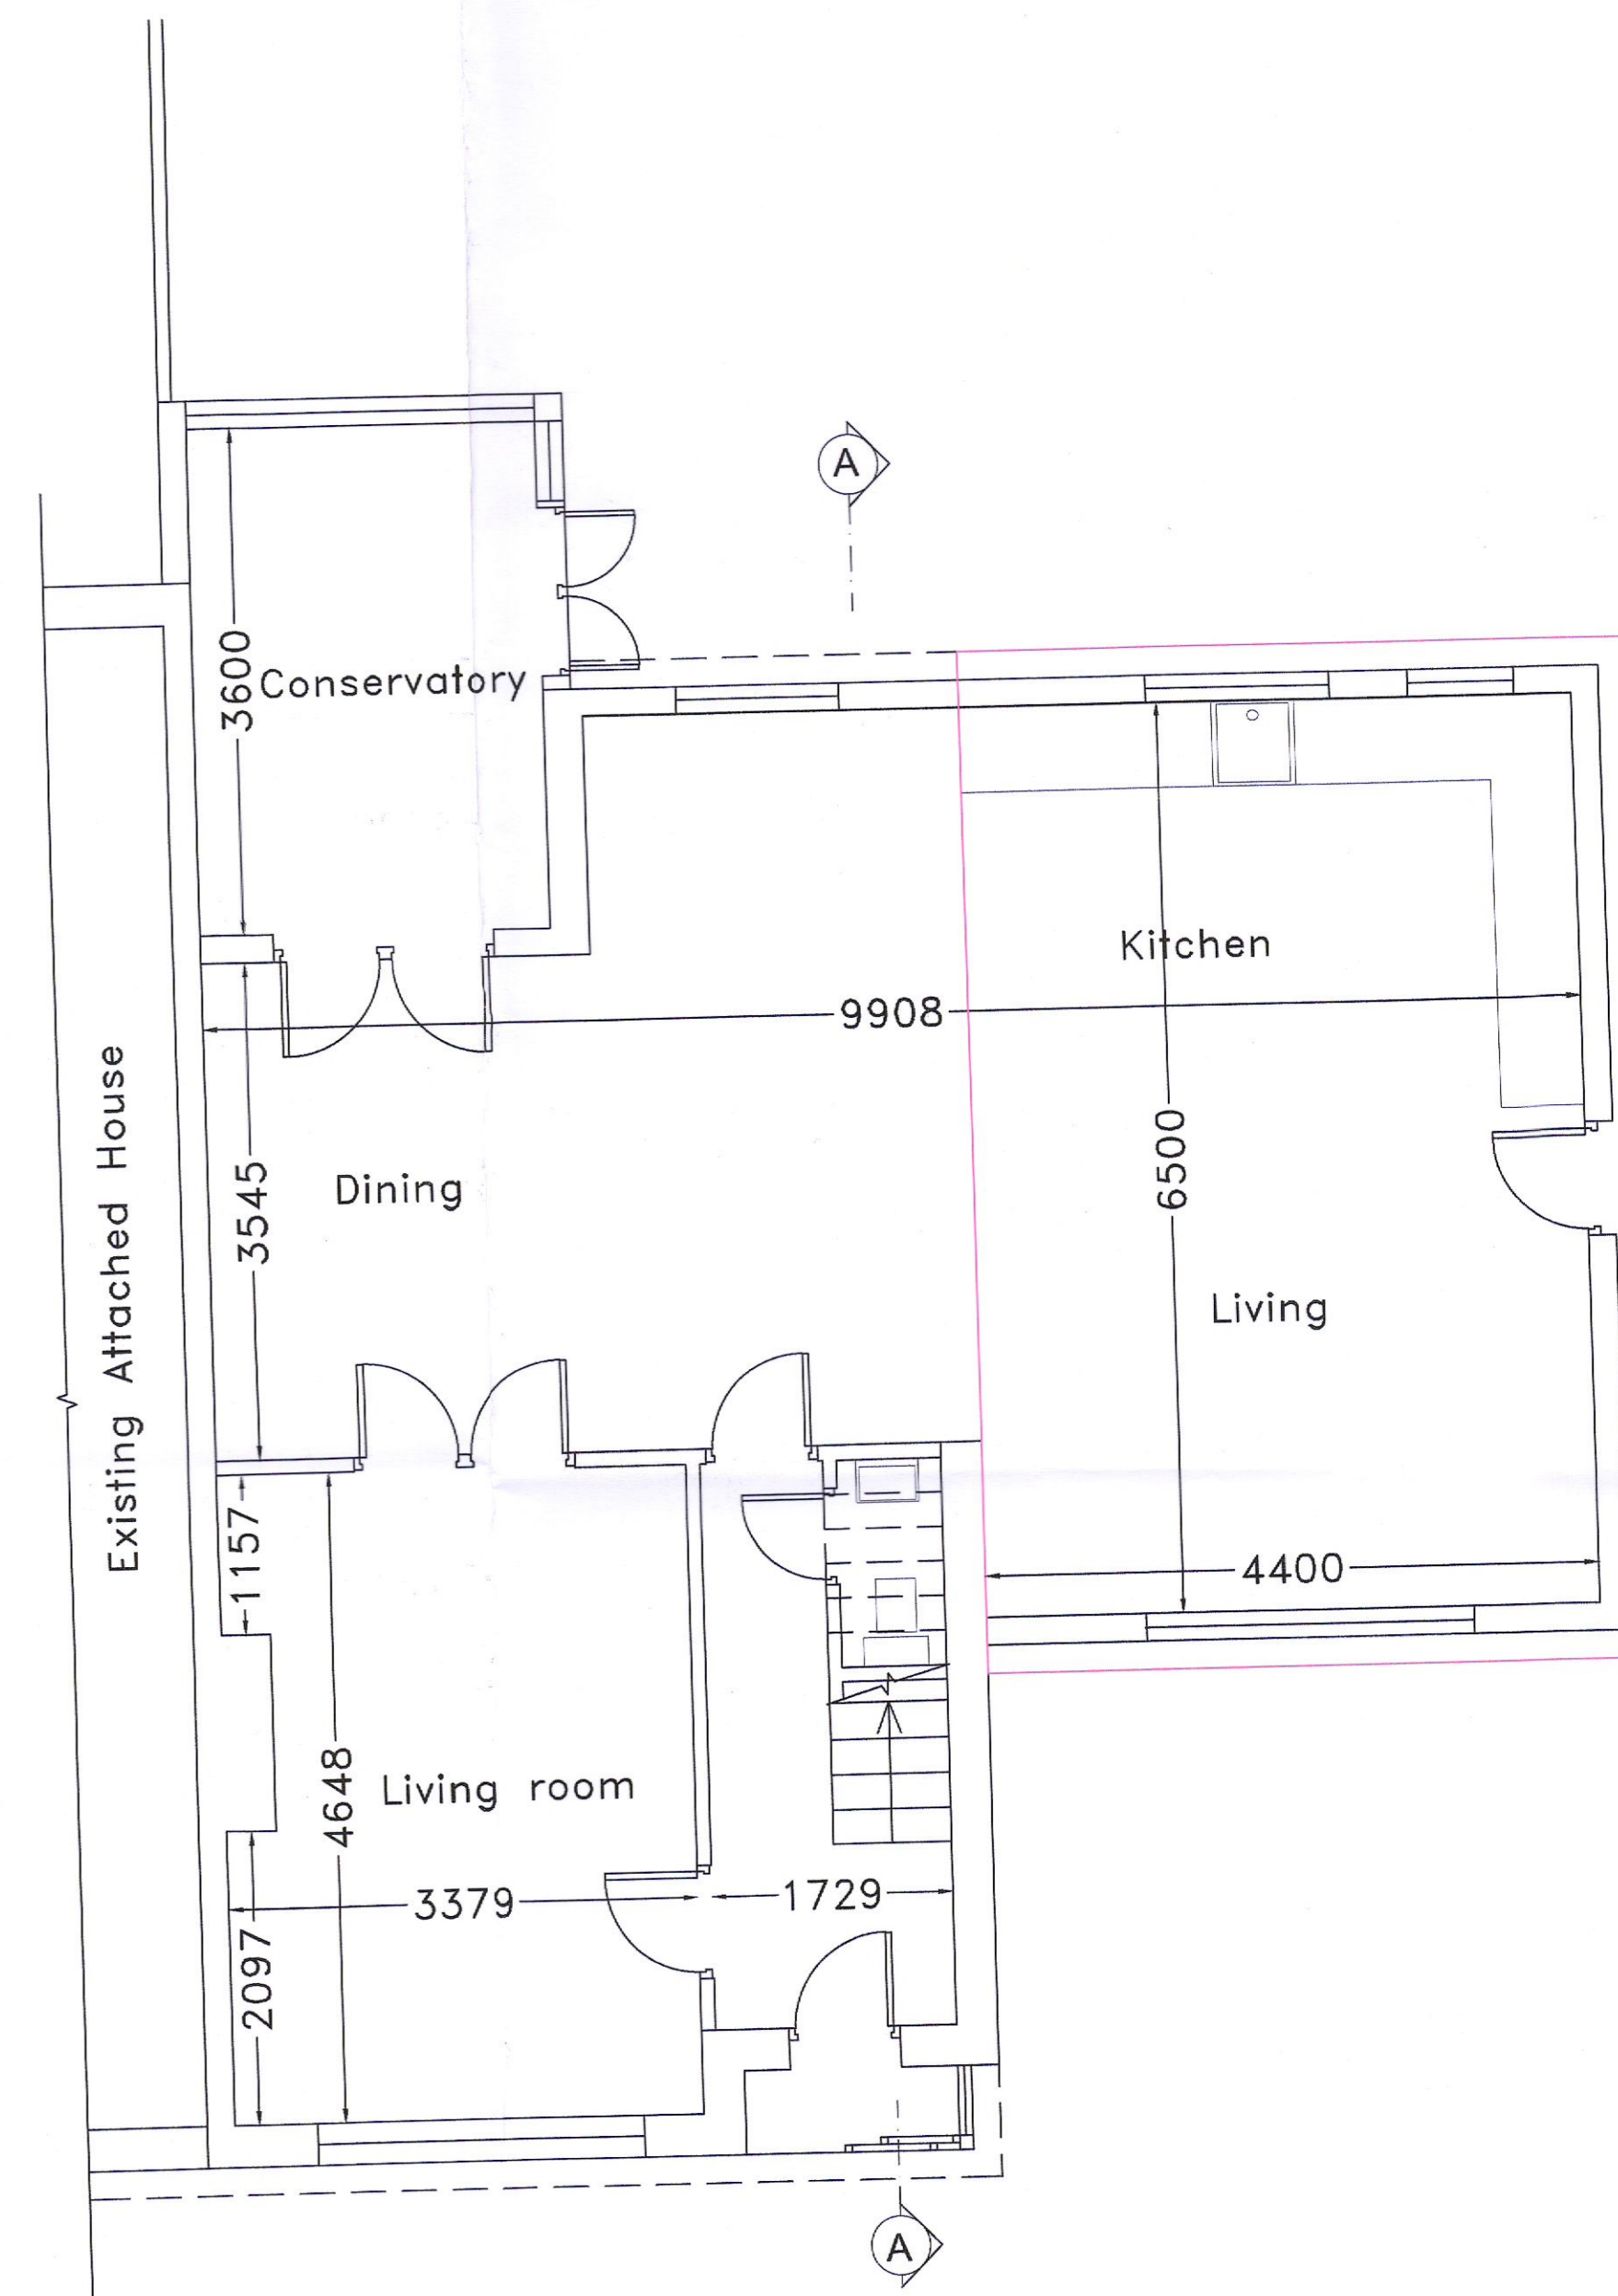 A
3600
Conservatory
Kitchen
9908
Existing Attached House
3545
Dining
6500
Living
1157
4400
4648
Living room
3379
1729
2097
A